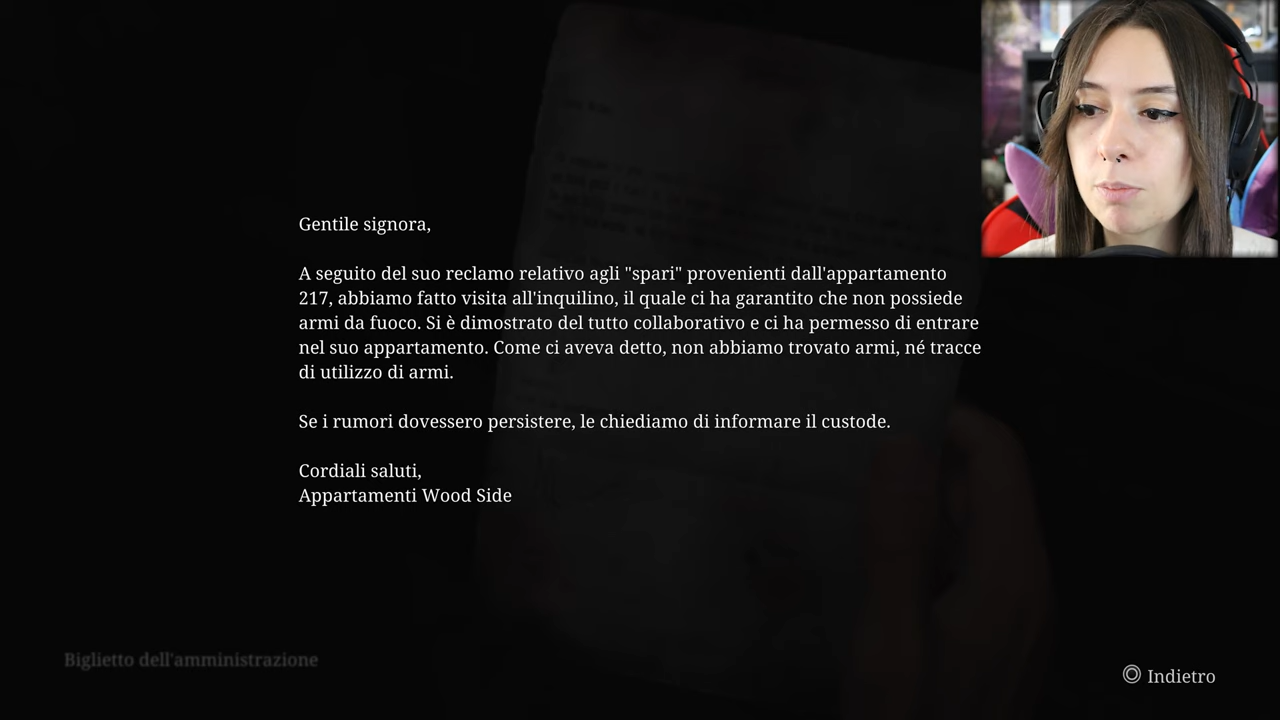 Gentile signora,
A seguito del suo reclamo relativo agli "spari" provenienti dall'appartamento
217, abbiamo fatto visita all'inquilino, il quale ci ha garantito che non possiede
armi da fuoco. Si è dimostrato del tutto collaborativo e ci ha permesso di entrare
nel suo appartamento. Come ci aveva detto, non abbiamo trovato armi, né tracce
di utilizzo di armi.
Se i rumori dovessero persistere, le chiediamo di informare il custode.
Cordiali saluti,
Appartamenti Wood Side
Biglietto dell'amministrazione
Indietro